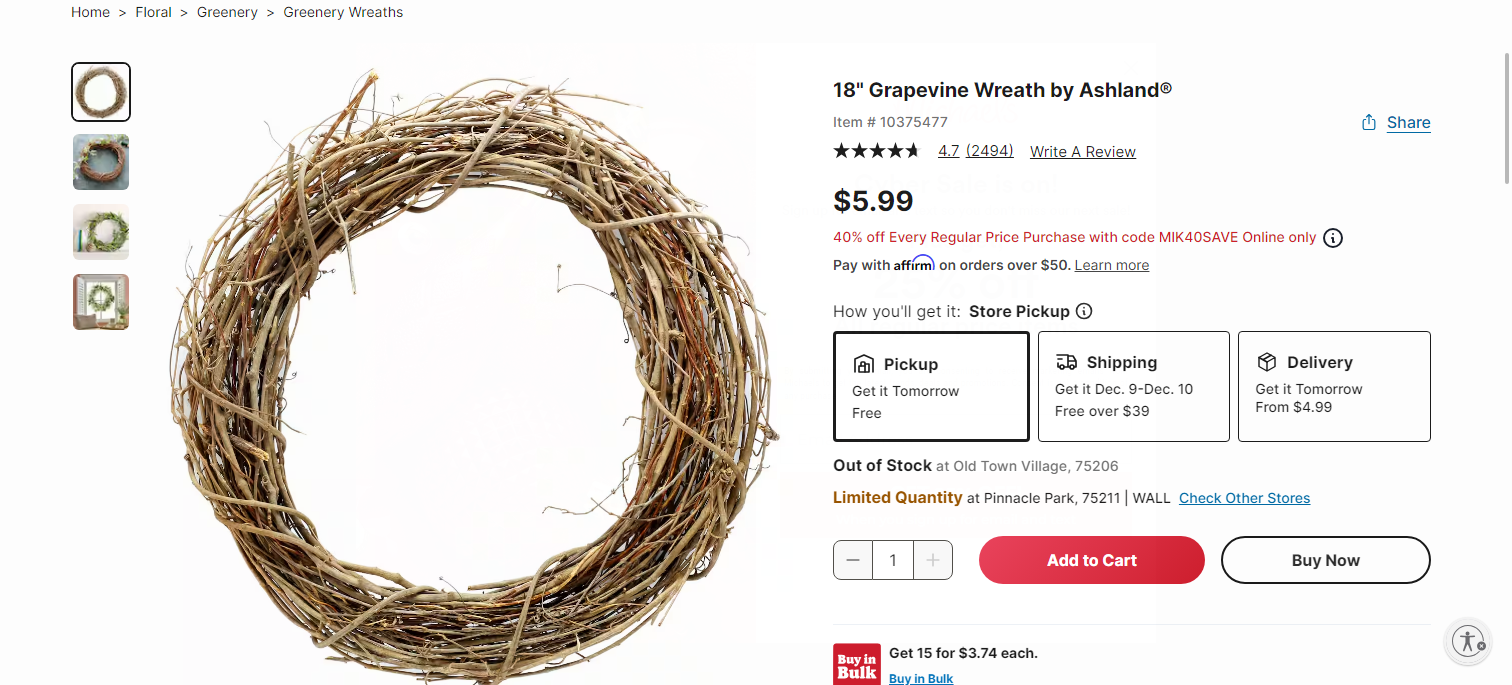 Home > Floral > Greenery > Greenery Wreaths
18" Grapevine Wreath by Ashland®
Item # 10375477
Share
4.7 (2494) Write A Review
$5.99
40% off Every Regular Price Purchase with code MIK40SAVE Online only
Pay with affirm on orders over $50. Learn more
How you'll get it: Store Pickup
Pickup
Get it Tomorrow
Free
Shipping
Get it Dec. 9-Dec. 10
Free over $39
Delivery
Get it Tomorrow
From $4.99
Out of Stock at Old Town Village, 75206
Limited Quantity at Pinnacle Park, 75211 | WALL Check Other Stores
1
Add to Cart
Buy Now
Buy in
Bulk
Get 15 for $3.74 each.
Buy in Bulk